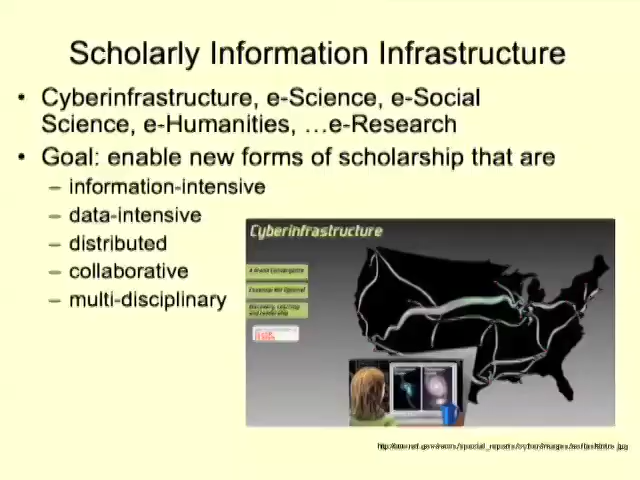 Scholarly Information Infrastructure
• Cyberinfrastructure, e-Science, e-Social
Science, e-Humanities, …e-Research
• Goal: enable new forms of scholarship that are
– information-intensive
– data-intensive
– distributed
– collaborative
– multi-disciplinary
Cyberinfrastructure